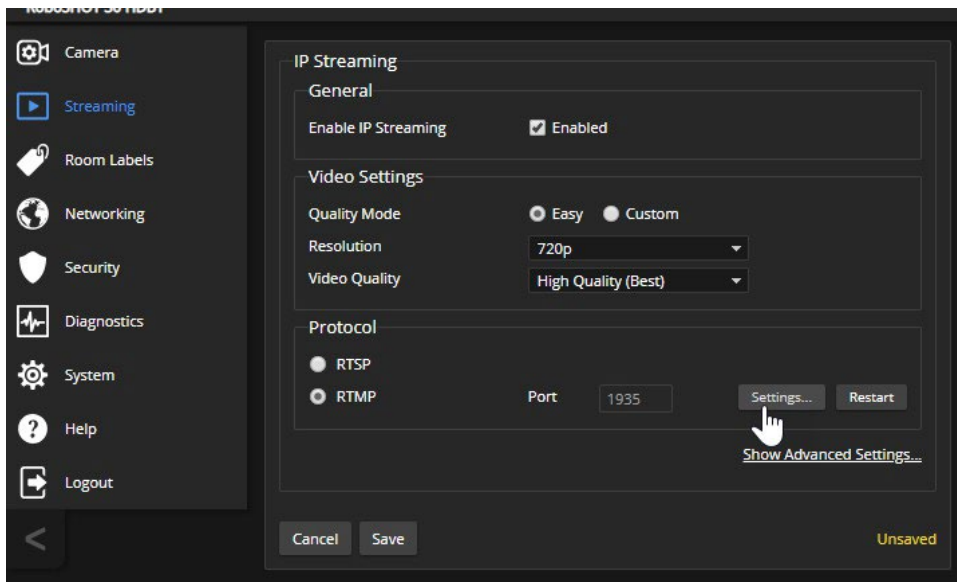 Camera
Streaming
Room Labels
Networking
Security
Diagnostics
System
Help
Logout
IP Streaming
General
Enable IP Streaming Enabled
Video Settings
Quality Mode Easy Custom
Resolution 720p
Video Quality High Quality (Best)
Protocol
RTSP
RTMP Port 1935 Settings... Restart
Show Advanced Settings...
Cancel Save Unsaved